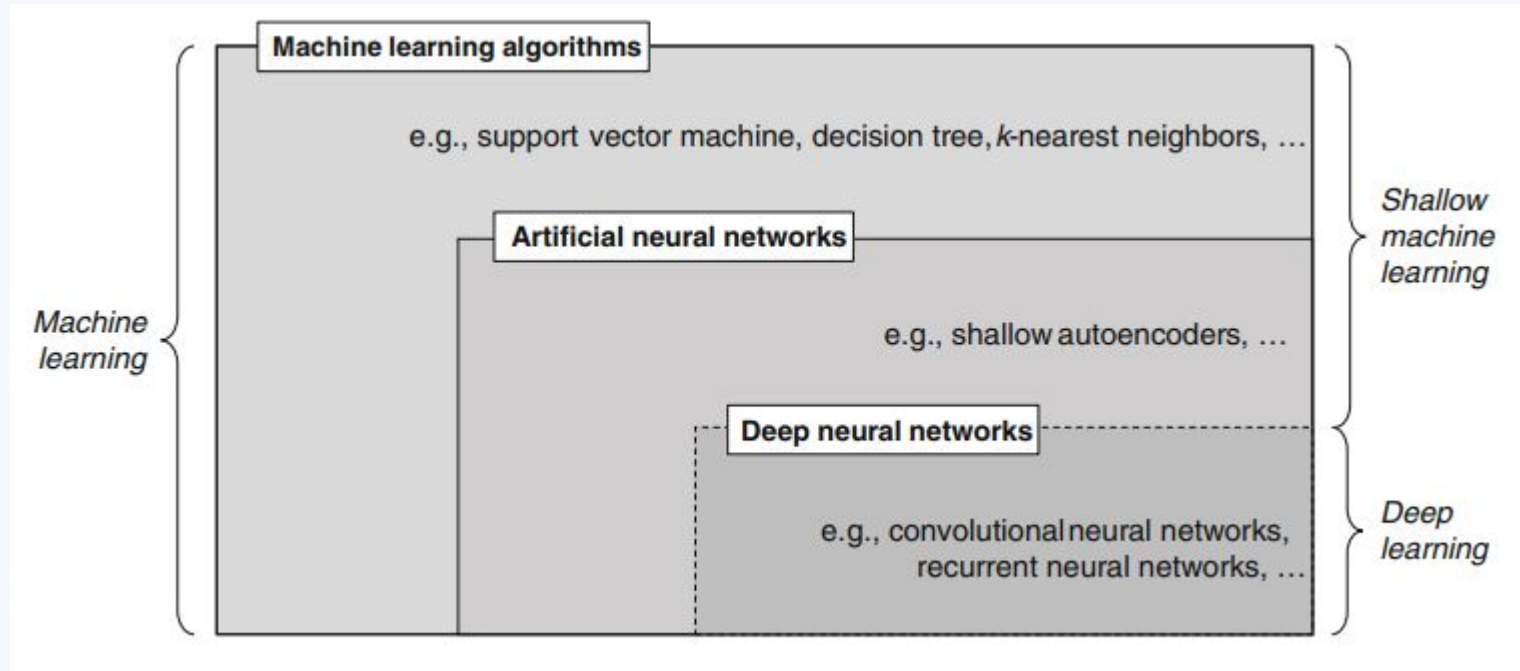 Machine learning algorithms
e.g., support vector machine, decision tree, k-nearest neighbors, …
Artificial neural networks
Shallow
machine
learning
Machine
learning
e.g., shallow autoencoders, …
Deep neural networks
e.g., convolutional neural networks,
recurrent neural networks, …
Deep
learning